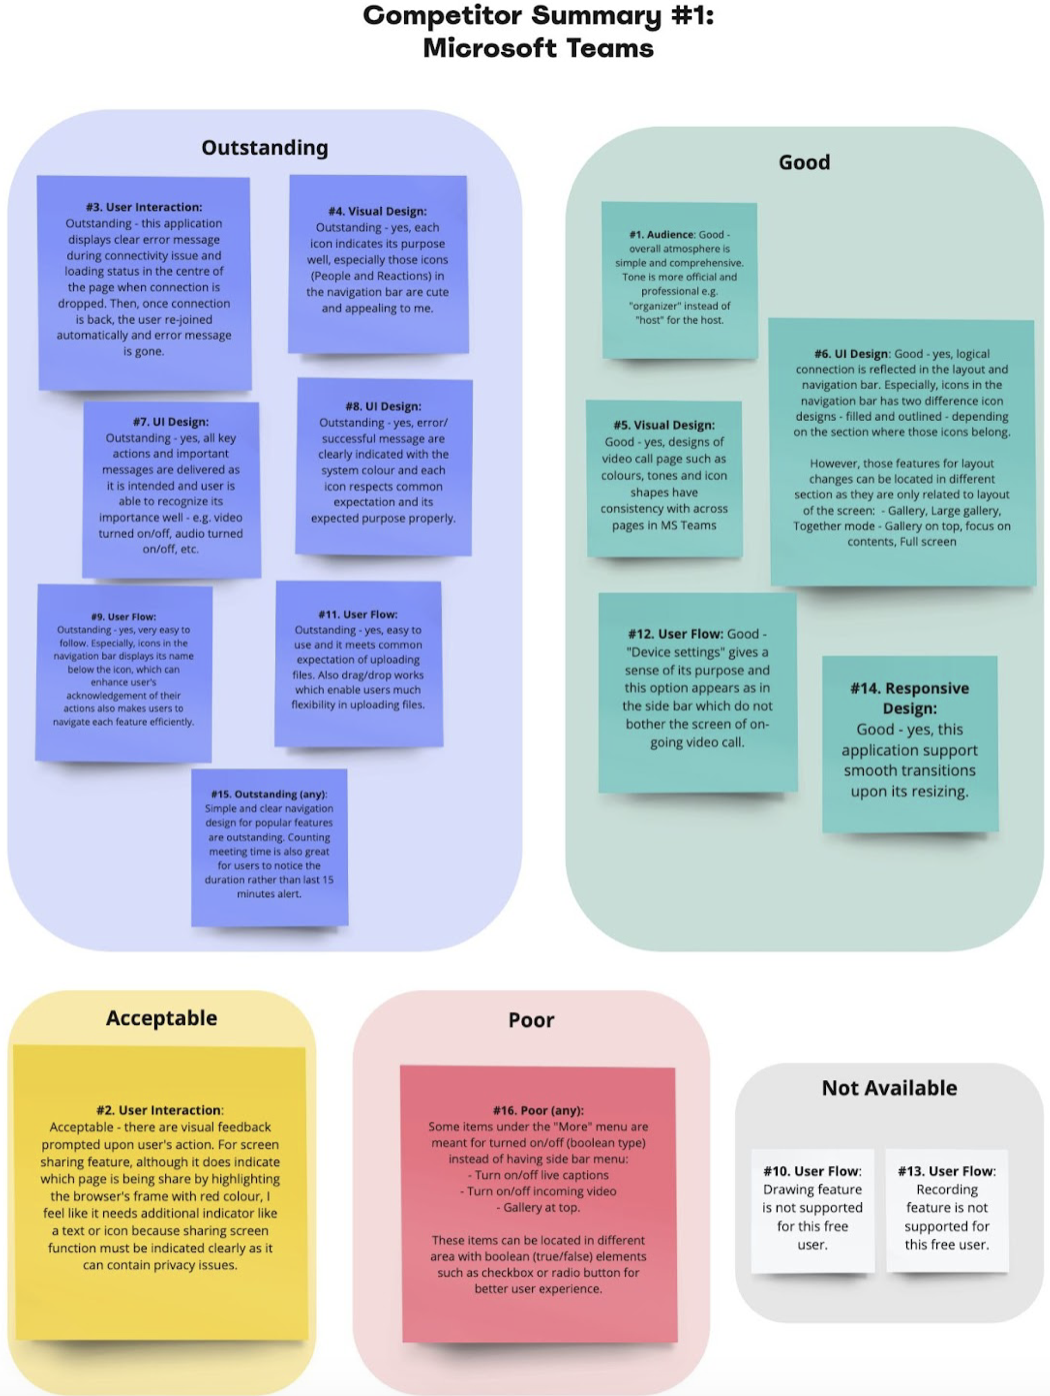 Competitor Summary #1:
Microsoft Teams
Outstanding
#3. User Interaction:
Outstanding - this application
displays clear error message
during connectivity issue and
loading status in the centre of
the page when connection is
dropped. Then, once connection
is back, the user re-joined
automatically and error message
is gone.
#4. Visual Design:
Outstanding - yes, each
icon indicates its purpose
well, especially those icons
(People and Reactions) in
the navigation bar are cute
and appealing to me.
#7. UI Design:
Outstanding - yes, all key
actions and important
messages are delivered as
it is intended and user is
able to recognize its
importance well - e.g. video
turned on/off, audio turned
on/off, etc.
#8. UI Design:
Outstanding - yes, error/
successful message are
clearly indicated with the
system colour and each
icon respects common
expectation and its
expected purpose properly.
#9. User Flow:
Outstanding - yes, very easy to
follow. Especially, icons in the
navigation bar displays its name
below the icon, which can
enhance user's
acknowledgement of their
actions also makes users to
navigate each feature efficiently.
#11. User Flow:
Outstanding - yes, easy to
use and it meets common
expectation of uploading
files. Also drag/drop works
which enable users much
flexibility in uploading files.
#15. Outstanding (any):
Simple and clear navigation
design for popular features
are outstanding. Counting
meeting time is also great
for users to notice the
duration rather than last 15
minutes alert.
Good
#1. Audience: Good -
overall atmosphere is
simple and comprehensive.
Tone is more official and
professional e.g.
"organizer" instead of
"host" for the host.
#6. UI Design: Good - yes, logical
connection is reflected in the layout and
navigation bar. Especially, icons in the
navigation bar has two difference icon
designs - filled and outlined - depending
on the section where those icons belong.
However, those features for layout
changes can be located in different
section as they are only related to layout
of the screen:  - Gallery, Large gallery,
Together mode - Gallery on top, focus on
contents, Full screen
#5. Visual Design:
Good - yes, designs of
video call page such as
colours, tones and icon
shapes have
consistency with across
pages in MS Teams
#12. User Flow: Good -
"Device settings" gives a
sense of its purpose and
this option appears as in
the side bar which do not
bother the screen of on-
going video call.
#14. Responsive
Design:
Good - yes, this
application support
smooth transitions
upon its resizing.
Acceptable
#2. User Interaction:
Acceptable - there are visual feedback
prompted upon user's action. For screen
sharing feature, although it does indicate
which page is being share by highlighting
the browser's frame with red colour, I
feel like it needs additional indicator like
a text or icon because sharing screen
function must be indicated clearly as it
can contain privacy issues.
Poor
#16. Poor (any):
Some items under the "More" menu are
meant for turned on/off (boolean type)
instead of having side bar menu:
- Turn on/off live captions
- Turn on/off incoming video
- Gallery at top.
These items can be located in different
area with boolean (true/false) elements
such as checkbox or radio button for
better user experience.
Not Available
#10. User Flow:
Drawing feature
is not supported
for this free
user.
#13. User Flow:
Recording
feature is not
supported for
this free user.